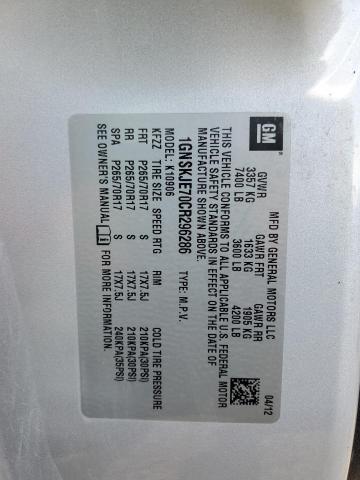 GM
MFD BY GENERAL MOTORS LLC 04/12
GVWR GAWR FRT GAWR RR
3357 KG 1633 KG 1905 KG
7400 LB 3600 LB 4200 LB
THIS VEHICLE CONFORMS TO ALL APPLICABLE U.S. FEDERAL MOTOR
VEHICLE SAFETY STANDARDS IN EFFECT ON THE DATE OF
MANUFACTURE SHOWN ABOVE.
1GNSKJE70CR296286 TYPE: M.P.V.
MODEL: K10906
KFZZ TIRE SIZE SPEED RTG RIM COLD TIRE PRESSURE
FRT P265/70R17 S 17X7.5J 210KPA(30PSI)
RR P265/70R17 S 17X7.5J 210KPA(30PSI)
SPA P265/70R17 S 17X7.5J 240KPA(35PSI)
SEE OWNER'S MANUAL FOR MORE INFORMATION.